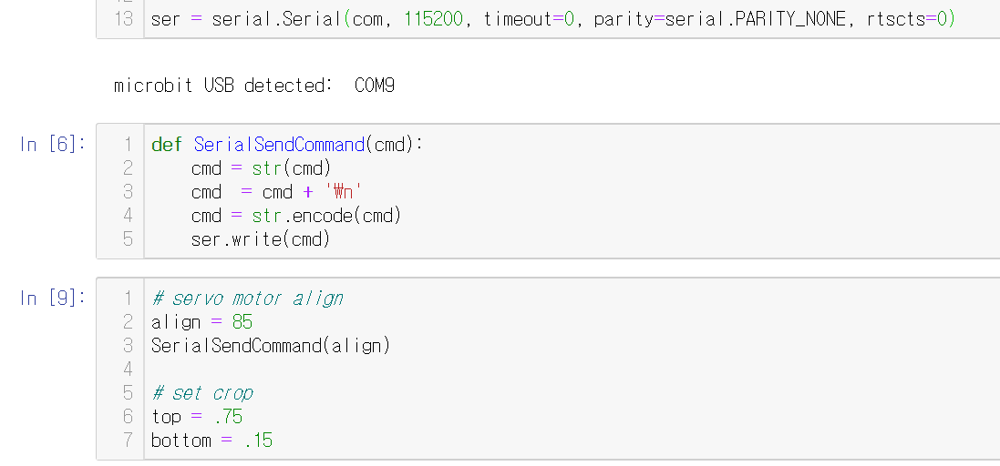 13 ser = serial.Serial(com, 115200, timeout=0, parity=serial.PARITY_NONE, rtscts=0)
microbit USB detected:  COM9
In [6]:
1 def SerialSendCommand(cmd):
2     cmd = str(cmd)
3     cmd  = cmd + '₩n'
4     cmd = str.encode(cmd)
5     ser.write(cmd)
In [9]:
1 # servo motor align
2 align = 85
3 SerialSendCommand(align)
4
5 # set crop
6 top = .75
7 bottom = .15